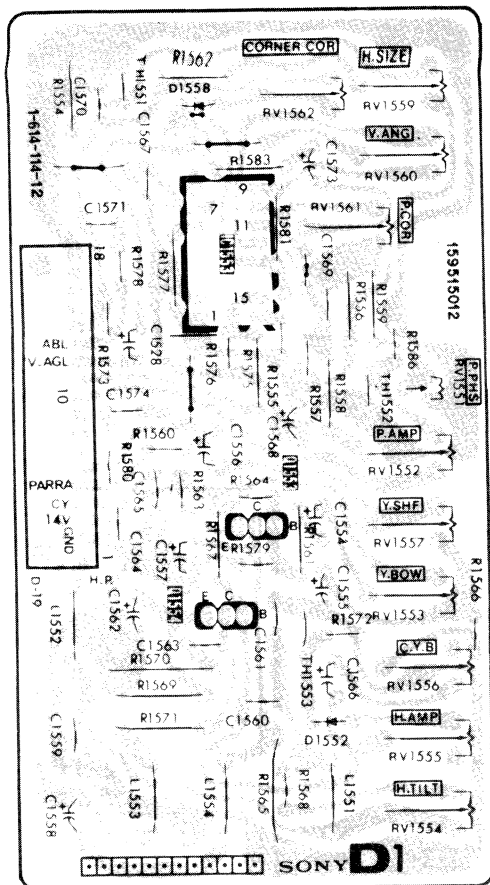 CORNER COR
H.SIZE
R1562
D1558
TH1551
C1570
R1554
C1567
RV1562
RV1559
1-614-114-12
V.ANG
R1583
C1573
RV1560
9
7
11
15
1
C1571
RV1561
P.COR
R1581
18
R1578
R1577
C1569
R1556
R1559
159515012
ABL
V.AGL
10
R1573
C1528
R1576
R1575
R1555
R1557
R1558
TH1552
R1586
P.PHS
RV1551
C1574
C1568
P.AMP
R1560
C1556
RV1552
R1580
PARRA
CY
14V
GND
C1565
R1563
R1564
C
B
E
R1579
C1554
Y.SHF
RV1557
C1564
C1557
Y.BOW
D-19
H.P.
C1562
E
C
B
C1555
RV1553
R1566
L1552
C1563
R1572
R1570
C1561
C.Y.B
R1569
TH1553
C1566
RV1556
R1571
C1560
H.AMP
C1559
D1552
RV1555
L1553
L1554
R1565
R1568
L1551
H.TILT
C1558
RV1554
SONY D1